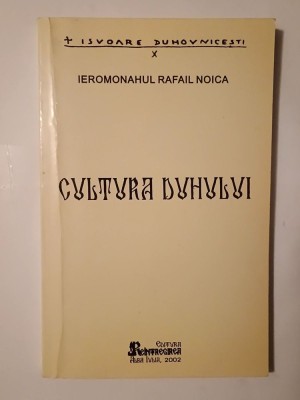 + ISVOARE DUHOVNICEȘTI
X
IEROMONAHUL RAFAIL NOICA
CULTURA DUHULUI
EDITURA
REÎNTREGIREA
ALBA IULIA, 2002